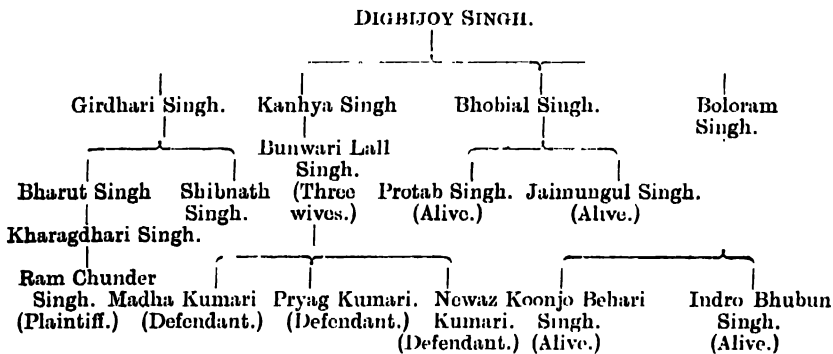 DIGBIJOY SINGH.
Girdhari Singh. Kanhya Singh Bhobial Singh. Boloram
Singh.
Bunwari Lall
Singh.
Bharut Singh Shibnath (Three Protab Singh. Jaimungul Singh.
Singh. wives.) (Alive.) (Alive.)
Kharagdhari Singh.
Ram Chunder
Singh. Madha Kumari Pryag Kumari. Newaz Koonjo Behari Indro Bhubun
(Plaintiff.) (Defendant.) (Defendant.) Kumari. Singh. Singh.
(Defendant.) (Alive.) (Alive.)